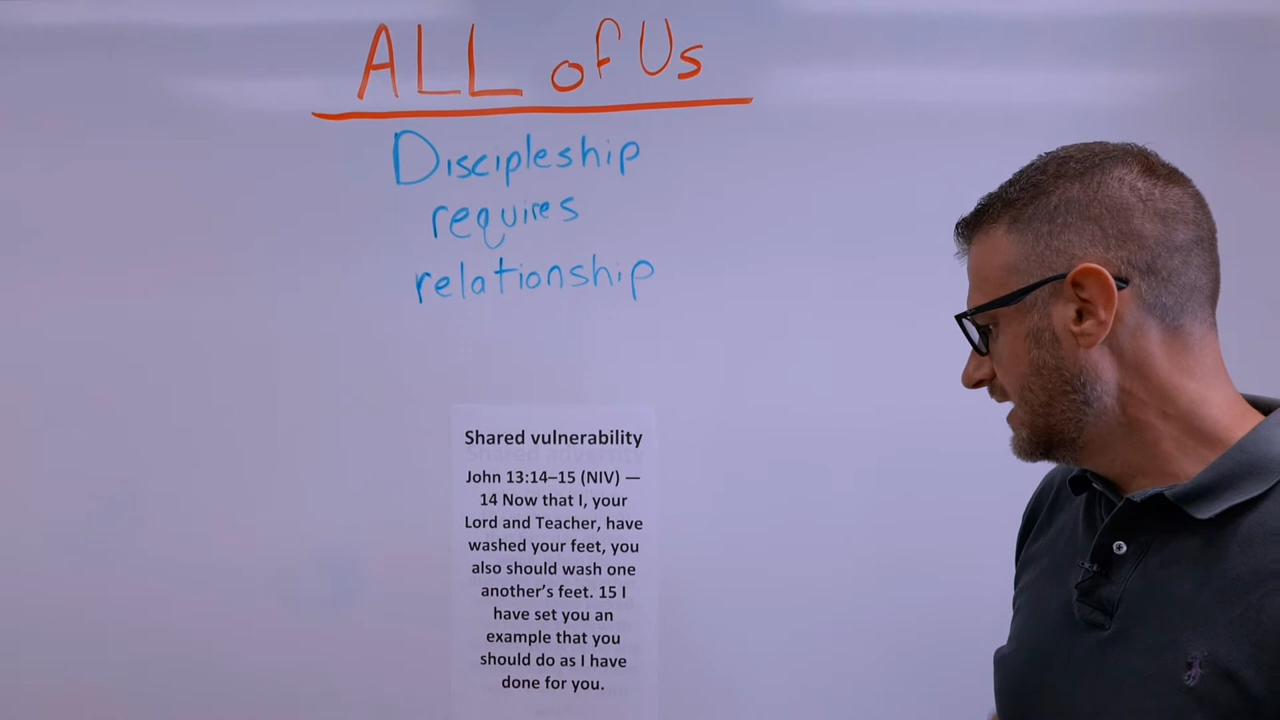 ALL of Us
Discipleship
requires
relationship
Shared vulnerability
John 13:14–15 (NIV) —
14 Now that I, your
Lord and Teacher, have
washed your feet, you
also should wash one
another's feet. 15 I
have set you an
example that you
should do as I have
done for you.